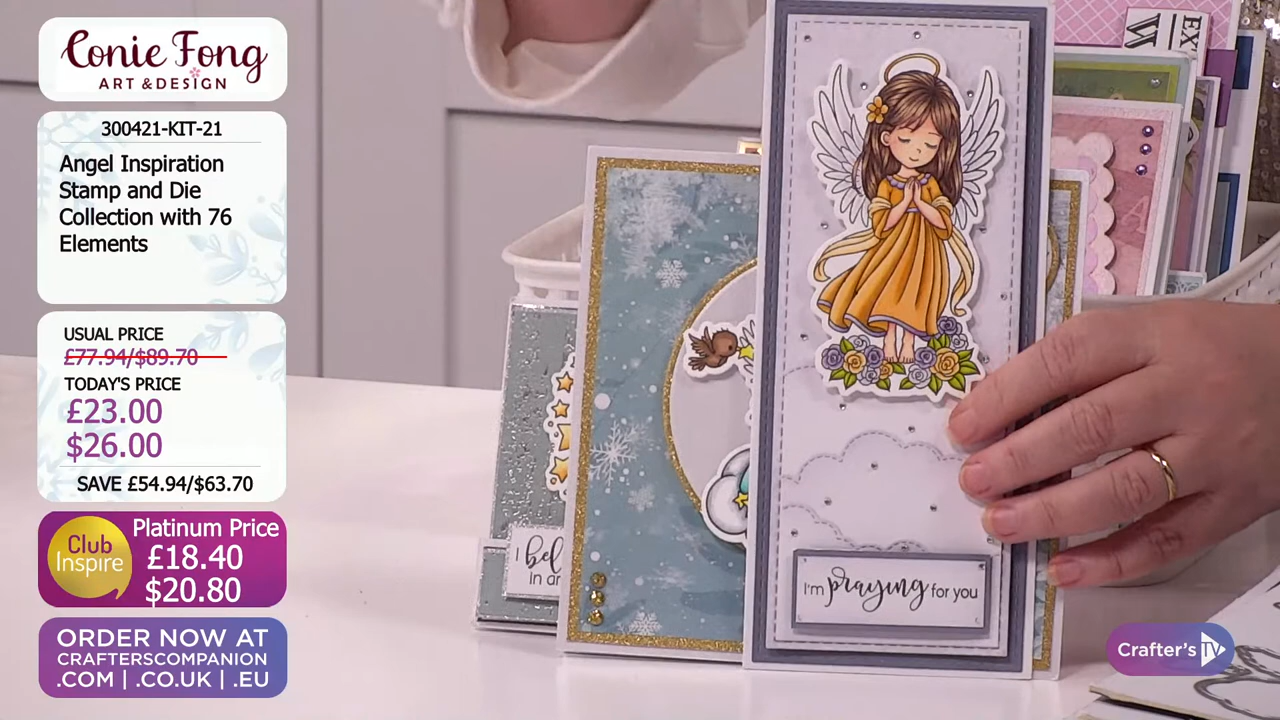 Conie Fong
ART & DESIGN
300421-KIT-21
Angel Inspiration
Stamp and Die
Collection with 76
Elements
USUAL PRICE
£77.94/$89.70
TODAY'S PRICE
£23.00
$26.00
SAVE £54.94/$63.70
Club
Inspire
Platinum Price
£18.40
$20.80
ORDER NOW AT
CRAFTERSCOMPANION
.COM | .CO.UK | .EU
I'm praying for you
Crafter's TV